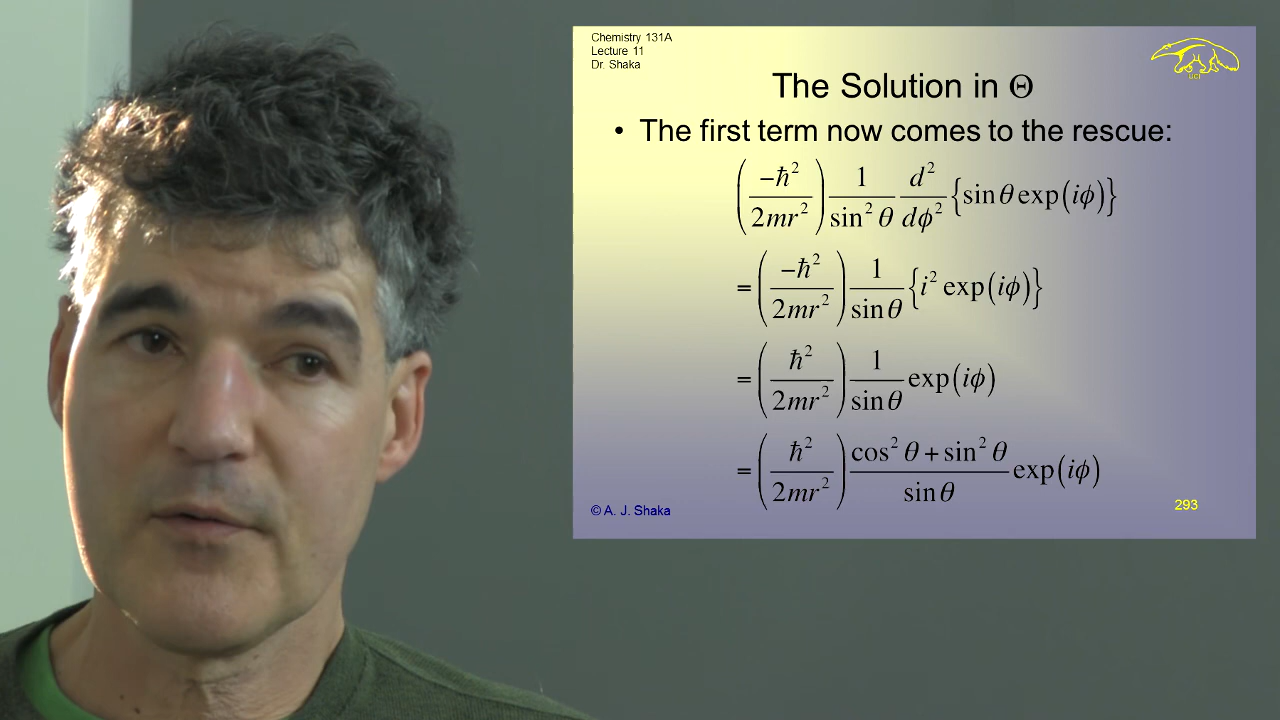 Chemistry 131A
Lecture 11
Dr. Shaka
UCI
The Solution in Θ
• The first term now comes to the rescue:
(−ħ²/2mr²) 1/sin²θ d²/dϕ² {sin θ exp(iϕ)}
= (−ħ²/2mr²) 1/sinθ {i² exp(iϕ)}
= (ħ²/2mr²) 1/sinθ exp(iϕ)
= (ħ²/2mr²) cos²θ + sin²θ/sinθ exp(iϕ)
© A. J. Shaka
293